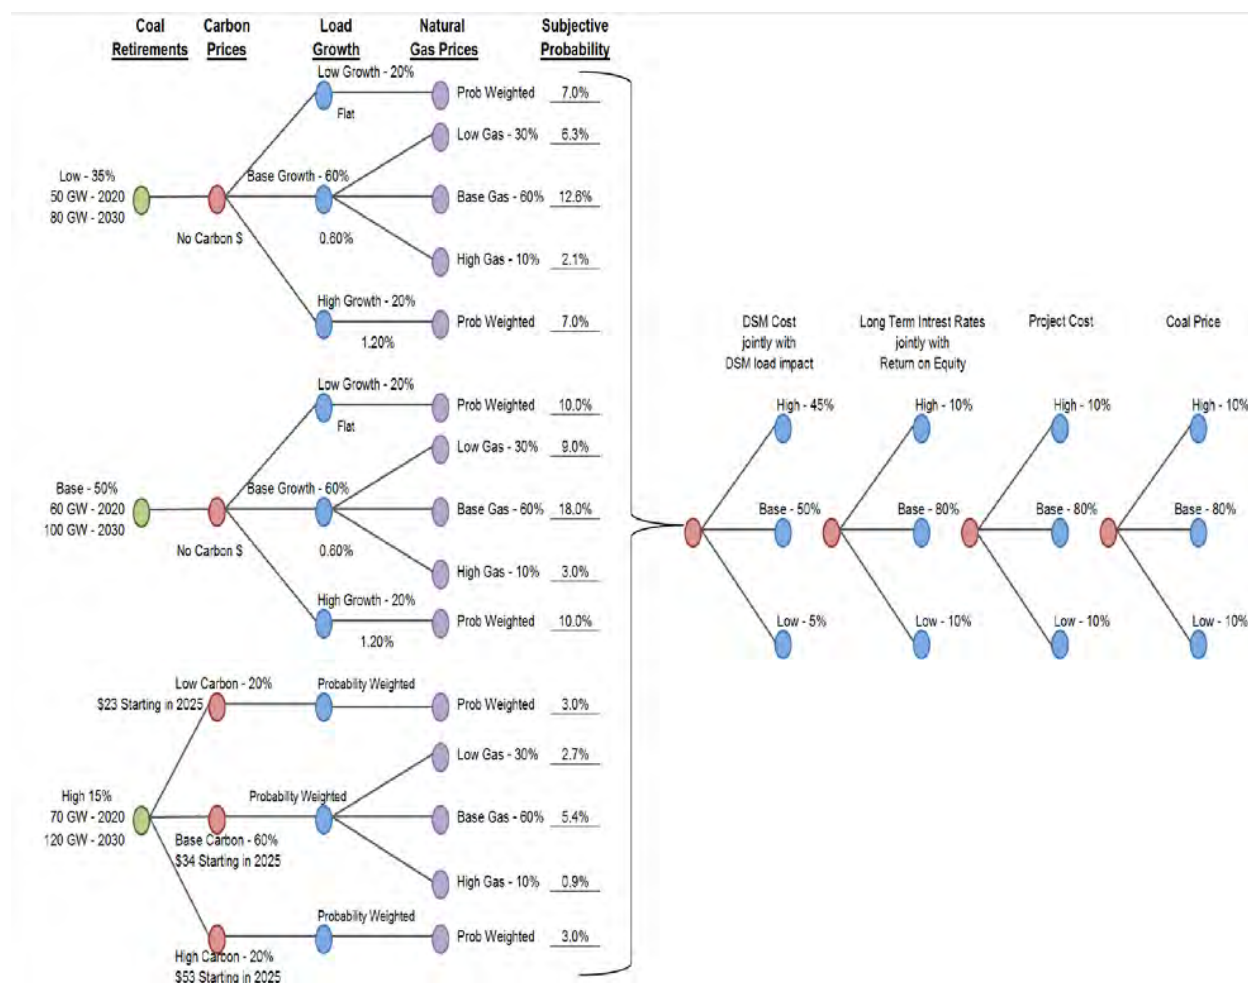 Coal Retirements
Carbon Prices
Load Growth
Natural Gas Prices
Subjective Probability
Low Growth - 20%
Flat
Prob Weighted
7.0%
Low Gas - 30%
6.3%
Low - 35%
50 GW - 2020
80 GW - 2030
No Carbon $
Base Growth - 60%
0.60%
Base Gas - 60%
12.6%
High Gas - 10%
2.1%
High Growth - 20%
1.20%
Prob Weighted
7.0%
Low Growth - 20%
Flat
Prob Weighted
10.0%
Low Gas - 30%
9.0%
Base - 50%
60 GW - 2020
100 GW - 2030
No Carbon $
Base Growth - 60%
0.60%
Base Gas - 60%
18.0%
High Gas - 10%
3.0%
High Growth - 20%
1.20%
Prob Weighted
10.0%
Low Carbon - 20%
$23 Starting in 2025
Probability Weighted
Prob Weighted
3.0%
Low Gas - 30%
2.7%
High 15%
70 GW - 2020
120 GW - 2030
Base Carbon - 60%
$34 Starting in 2025
Probability Weighted
Base Gas - 60%
5.4%
High Gas - 10%
0.9%
High Carbon - 20%
$53 Starting in 2025
Probability Weighted
Prob Weighted
3.0%
DSM Cost
jointly with
DSM load impact
High - 45%
Base - 50%
Low - 5%
Long Term Intrest Rates
jointly with
Return on Equity
High - 10%
Base - 80%
Low - 10%
Project Cost
High - 10%
Base - 80%
Low - 10%
Coal Price
High - 10%
Base - 80%
Low - 10%